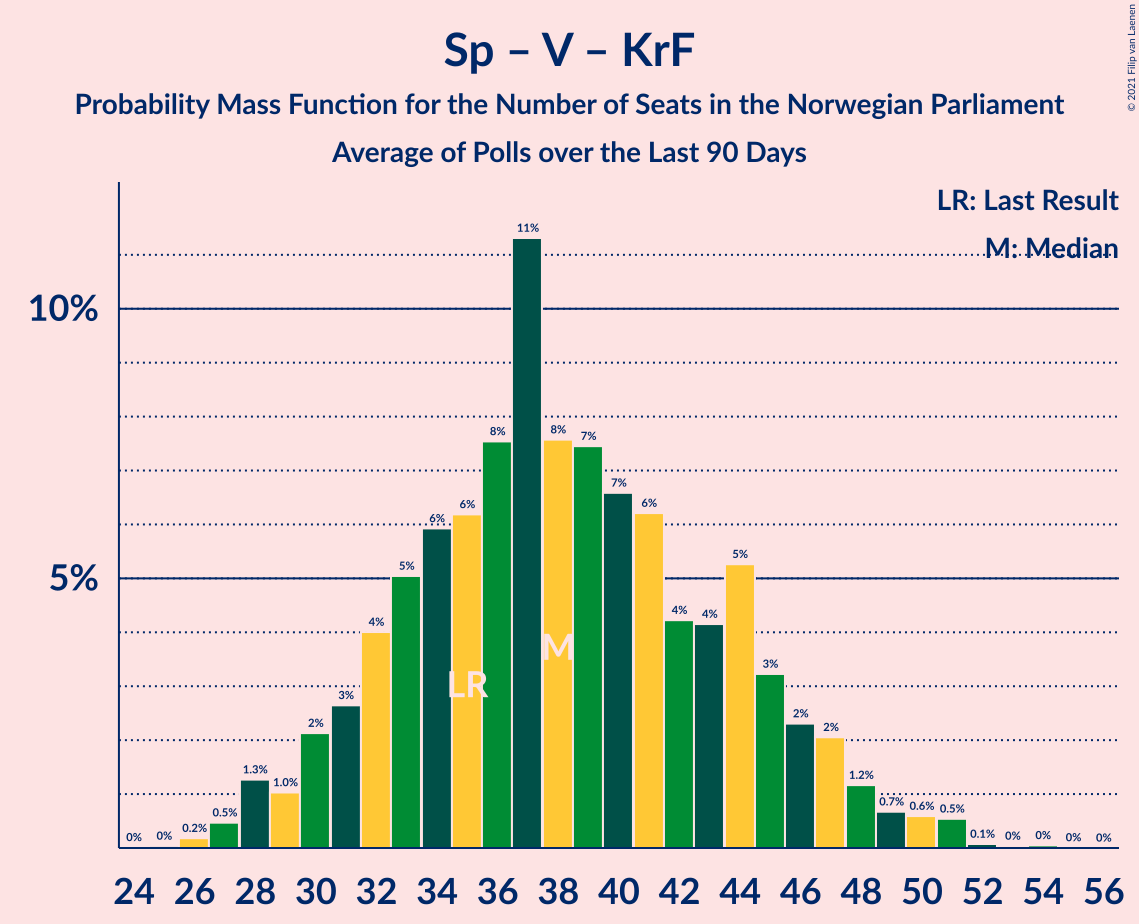 Sp – V – KrF
Probability Mass Function for the Number of Seats in the Norwegian Parliament
Average of Polls over the Last 90 Days
© 2021 Filip van Laenen
LR: Last Result
M: Median
10%
5%
0% 0% 0.2% 0.5% 1.3% 1.0% 2% 3% 4% 5% 6% 6% 8% 11% 8% 7% 7% 6% 4% 4% 5% 3% 2% 2% 1.2% 0.7% 0.6% 0.5% 0.1% 0% 0% 0% 0%
LR
M
24 26 28 30 32 34 36 38 40 42 44 46 48 50 52 54 56